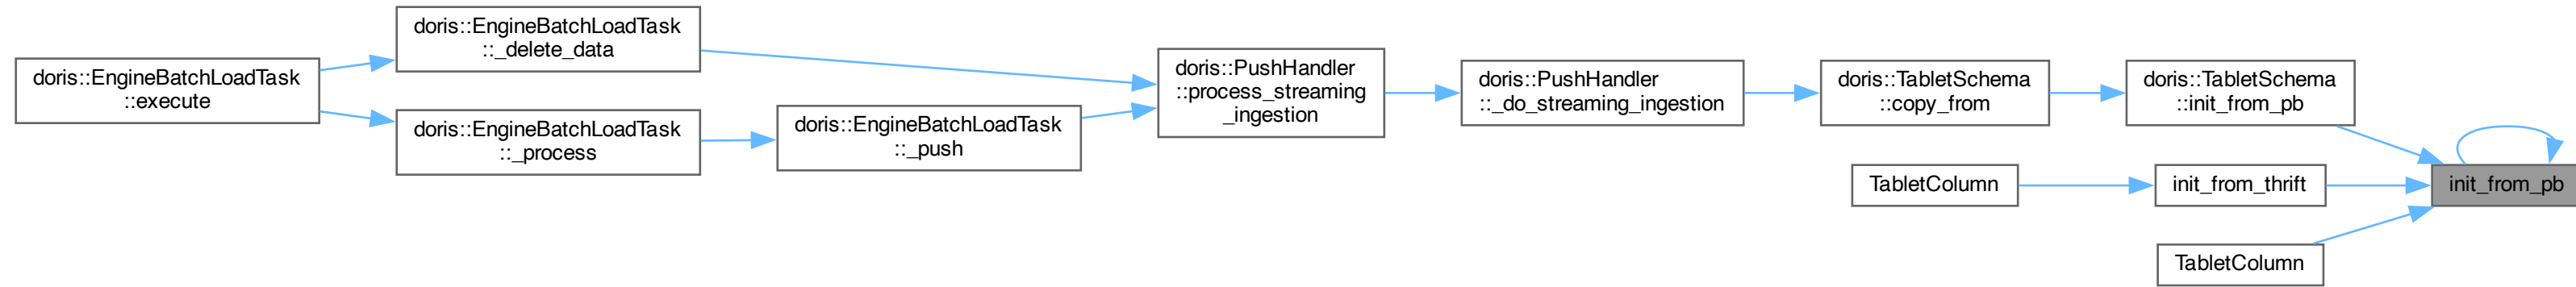 doris::EngineBatchLoadTask
::execute
doris::EngineBatchLoadTask
::_delete_data
doris::EngineBatchLoadTask
::_process
doris::EngineBatchLoadTask
::_push
doris::PushHandler
::process_streaming
_ingestion
doris::PushHandler
::_do_streaming_ingestion
doris::TabletSchema
::copy_from
doris::TabletSchema
::init_from_pb
TabletColumn
init_from_thrift
TabletColumn
init_from_pb